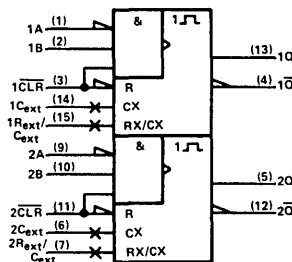 1A (1) & 1
1B (2)
(13) 1Q
1CLR (3) R (4) 1Q
1Cext (14) CX
1Rext/Cext (15) RX/CX
2A (9) & 1
2B (10)
(5) 2Q
2CLR (11) R (12) 2Q
2Cext (6) CX
2Rext/Cext (7) RX/CX